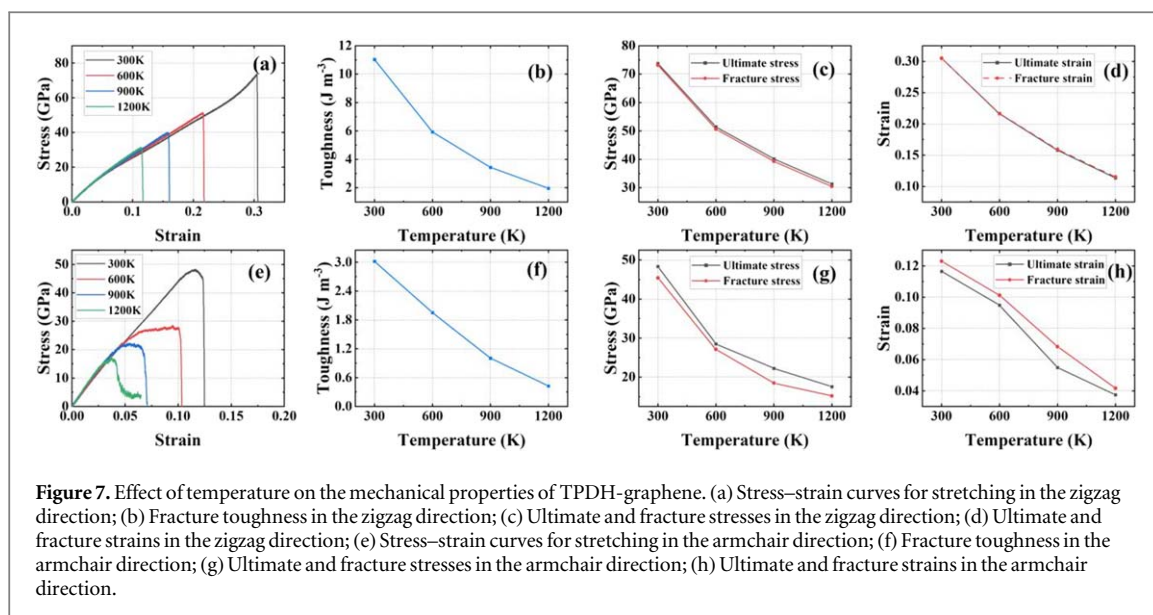 (a)
300K
600K
900K
1200K
Stress (GPa)
80
60
40
20
0
0.0 0.1 0.2 0.3
Strain
(b)
Toughness (J m⁻³)
12
10
8
6
4
2
300 600 900 1200
Temperature (K)
(c)
Ultimate stress
Fracture stress
Stress (GPa)
80
70
60
50
40
30
300 600 900 1200
Temperature (K)
(d)
Ultimate strain
Fracture strain
Strain
0.30
0.25
0.20
0.15
0.10
300 600 900 1200
Temperature (K)
(e)
300K
600K
900K
1200K
Stress (GPa)
50
40
30
20
10
0
0.00 0.05 0.10 0.15 0.20
Strain
(f)
Toughness (J m⁻³)
3.0
2.4
1.8
1.2
0.6
0.0
300 600 900 1200
Temperature (K)
(g)
Ultimate stress
Fracture stress
Stress (GPa)
50
40
30
20
300 600 900 1200
Temperature (K)
(h)
Ultimate strain
Fracture strain
Strain
0.12
0.10
0.08
0.06
0.04
300 600 900 1200
Temperature (K)
Figure 7. Effect of temperature on the mechanical properties of TPDH-graphene. (a) Stress–strain curves for stretching in the zigzag
direction; (b) Fracture toughness in the zigzag direction; (c) Ultimate and fracture stresses in the zigzag direction; (d) Ultimate and
fracture strains in the zigzag direction; (e) Stress–strain curves for stretching in the armchair direction; (f) Fracture toughness in the
armchair direction; (g) Ultimate and fracture stresses in the armchair direction; (h) Ultimate and fracture strains in the armchair
direction.